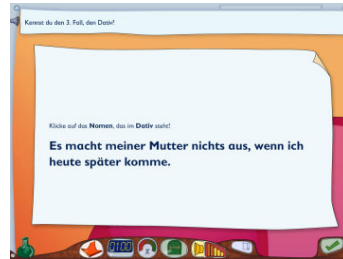 Kennst du den 3. Fall, den Dativ?
Klicke auf das Nomen, das im Dativ steht!
Es macht meiner Mutter nichts aus, wenn ich
heute später komme.